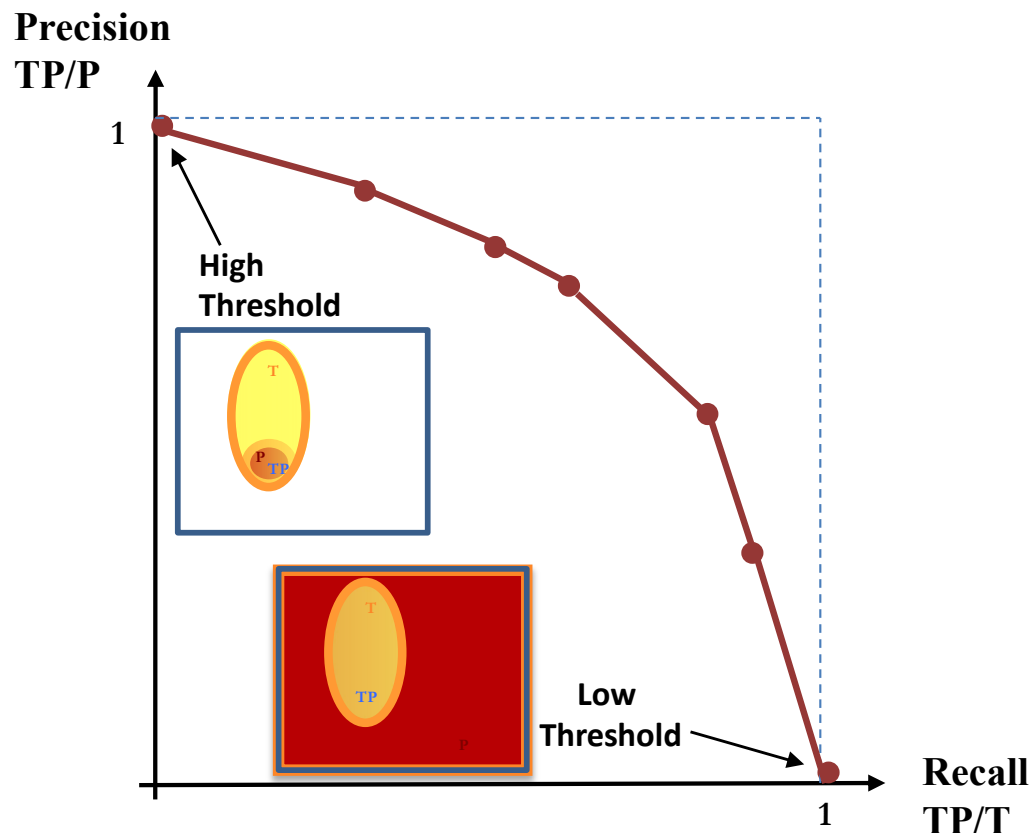 Precision
TP/P
1
High
Threshold
T
P
TP
T
TP
P
Low
Threshold
1
Recall
TP/T